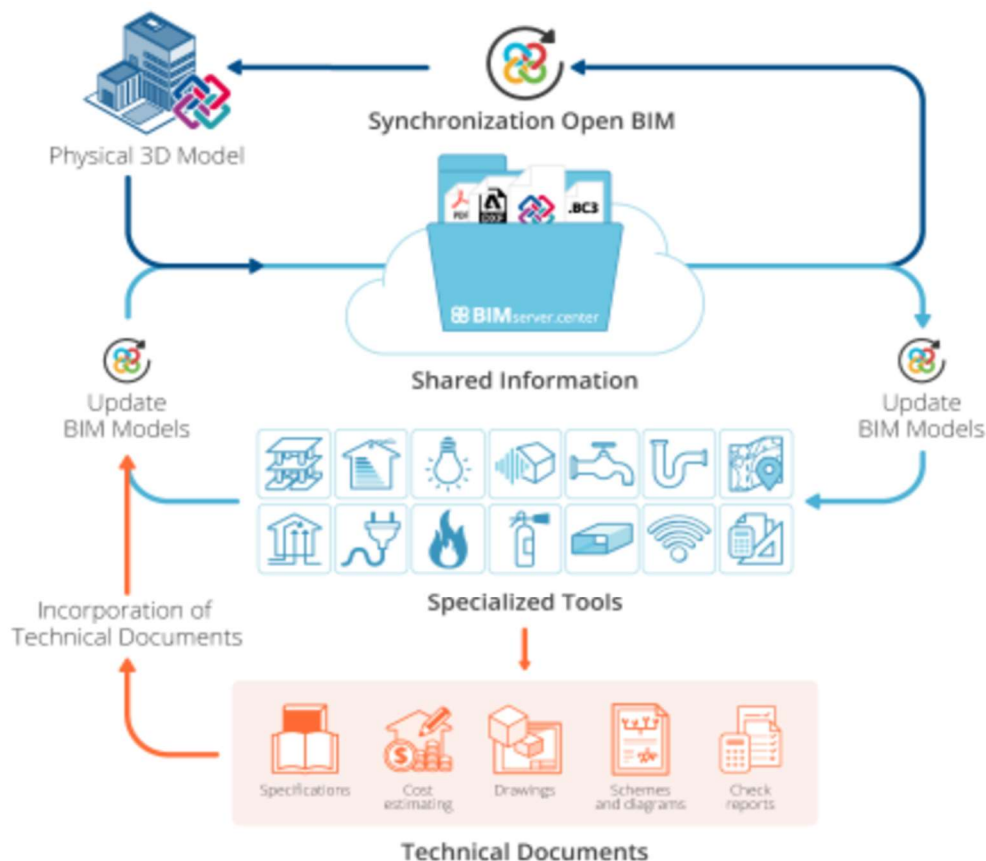 Synchronization Open BIM
Physical 3D Model
PDF
DXF
.BC3
BIMserver.center
Shared Information
Update
BIM Models
Update
BIM Models
Specialized Tools
Incorporation of
Technical Documents
Specifications
Cost
estimating
Drawings
Schemes
and diagrams
Check
reports
Technical Documents